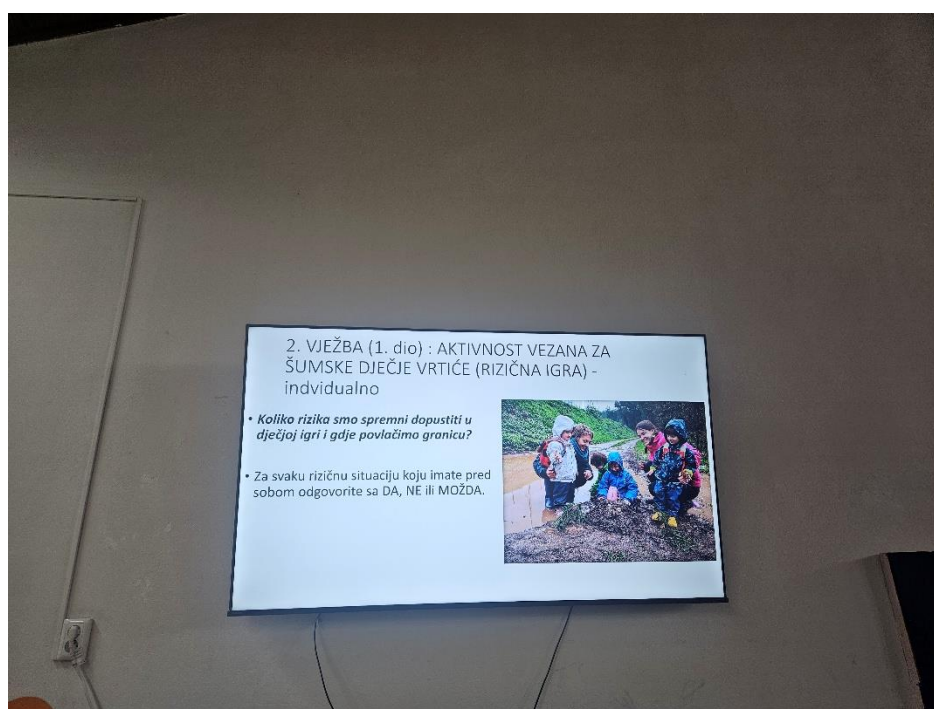 2. VJEŽBA (1. dio) : AKTIVNOST VEZANA ZA
ŠUMSKE DJEČJE VRTIĆE (RIZIČNA IGRA) -
indvidualno
• Koliko rizika smo spremni dopustiti u
dječjoj igri i gdje povlačimo granicu?
• Za svaku rizičnu situaciju koju imate pred
sobom odgovorite sa DA, NE ili MOŽDA.